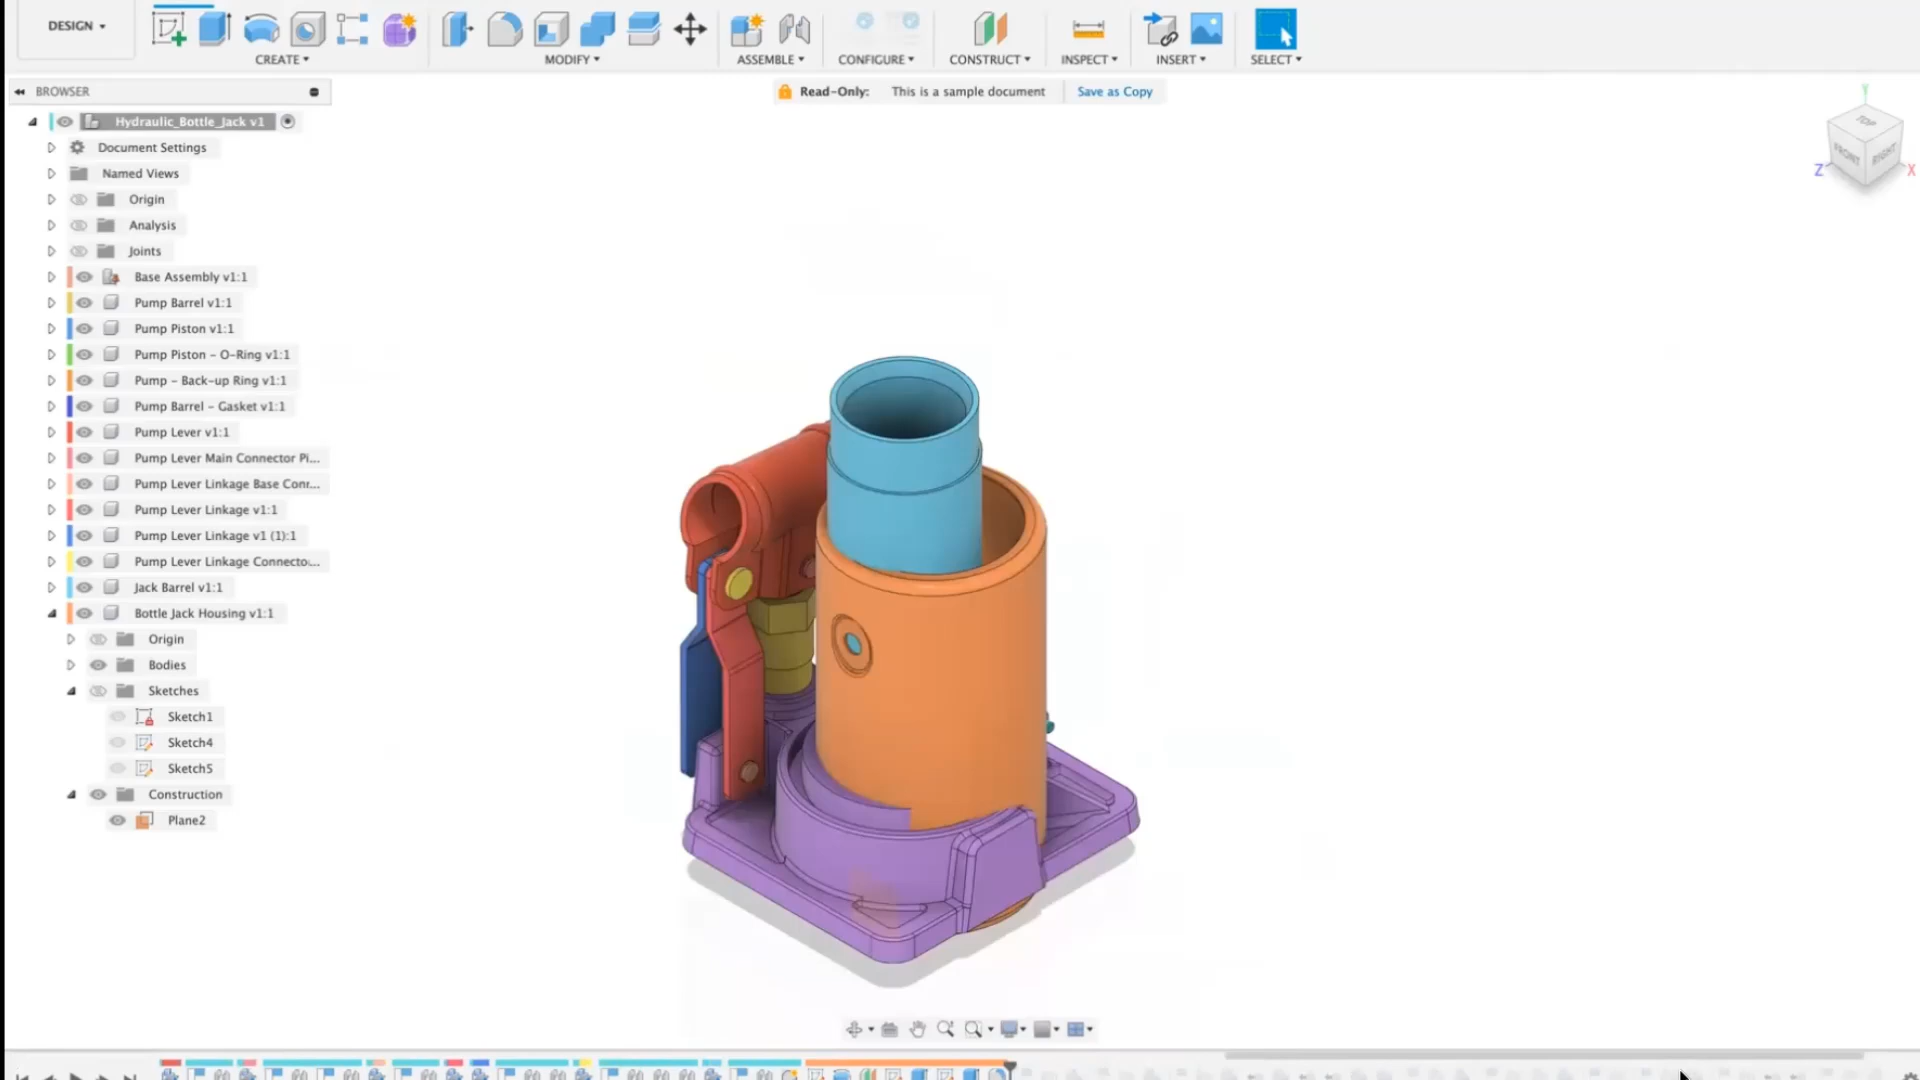 DESIGN
CREATE
MODIFY
ASSEMBLE
CONFIGURE
CONSTRUCT
INSPECT
INSERT
SELECT
BROWSER
Read-Only: This is a sample document Save as Copy
Hydraulic_Bottle_Jack v1
Document Settings
Named Views
Origin
Analysis
Joints
Base Assembly v1:1
Pump Barrel v1:1
Pump Piston v1:1
Pump Piston - O-Ring v1:1
Pump - Back-up Ring v1:1
Pump Barrel - Gasket v1:1
Pump Lever v1:1
Pump Lever Main Connector Pi...
Pump Lever Linkage Base Conr...
Pump Lever Linkage v1:1
Pump Lever Linkage v1 (1):1
Pump Lever Linkage Connecto...
Jack Barrel v1:1
Bottle Jack Housing v1:1
Origin
Bodies
Sketches
Sketch1
Sketch4
Sketch5
Construction
Plane2
Y
TOP
FRONT
RIGHT
Z
X